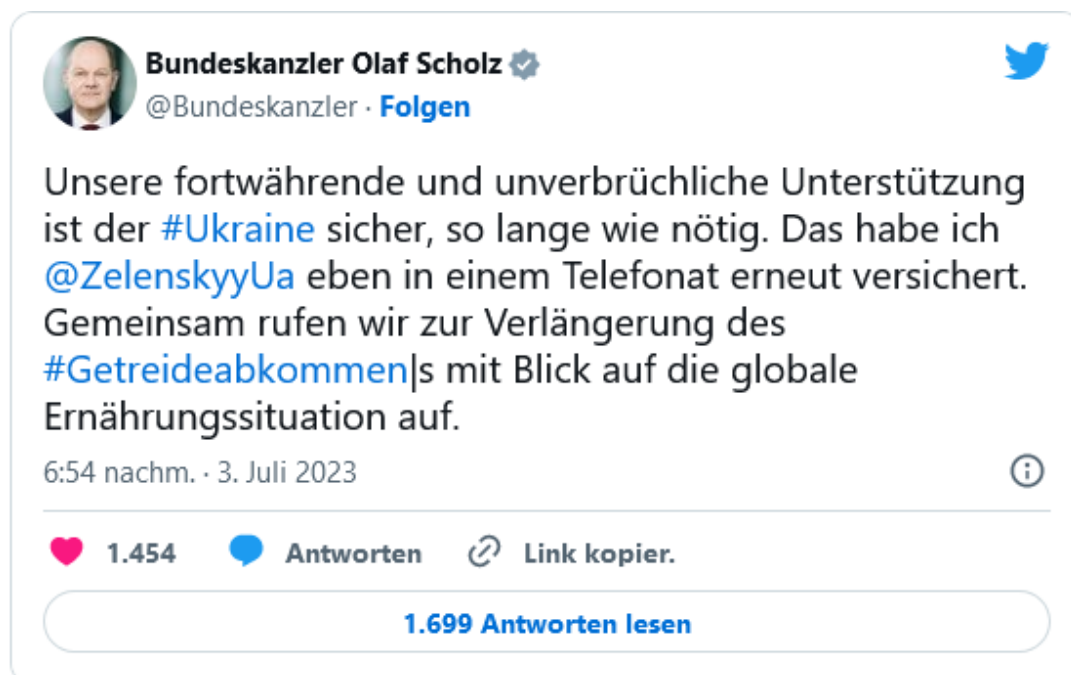 Bundeskanzler Olaf Scholz
@Bundeskanzler · Folgen
Unsere fortwährende und unverbrüchliche Unterstützung
ist der #Ukraine sicher, so lange wie nötig. Das habe ich
@ZelenskyyUa eben in einem Telefonat erneut versichert.
Gemeinsam rufen wir zur Verlängerung des
#Getreideabkommen|s mit Blick auf die globale
Ernährungssituation auf.
6:54 nachm. · 3. Juli 2023
1.454 Antworten Link kopier.
1.699 Antworten lesen